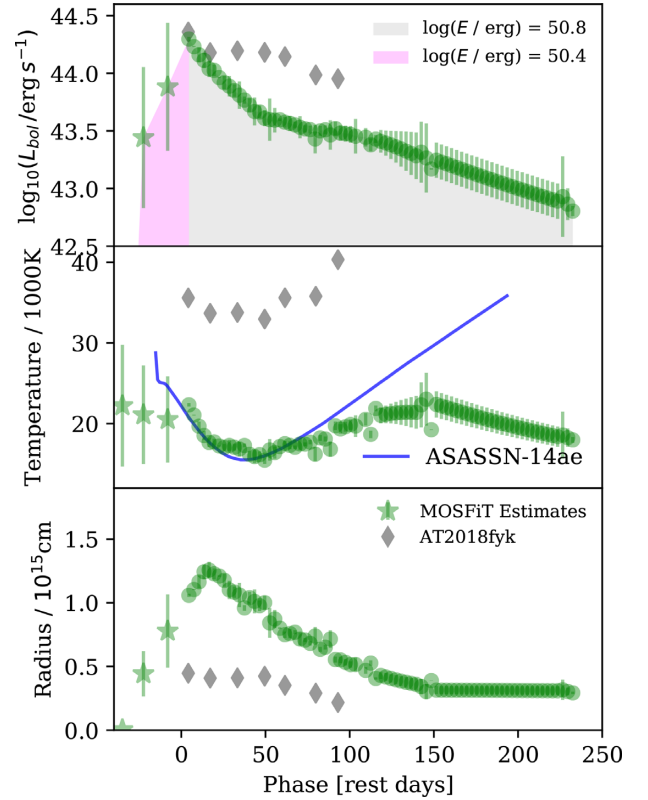 44.5
44.0
43.5
43.0
42.5
log₁₀(L_bol/erg s⁻¹)
log(E / erg) = 50.8
log(E / erg) = 50.4
40
30
20
Temperature / 1000K
ASASSN-14ae
1.5
1.0
0.5
0.0
Radius / 10¹⁵cm
MOSFiT Estimates
AT2018fyk
0 50 100 150 200 250
Phase [rest days]